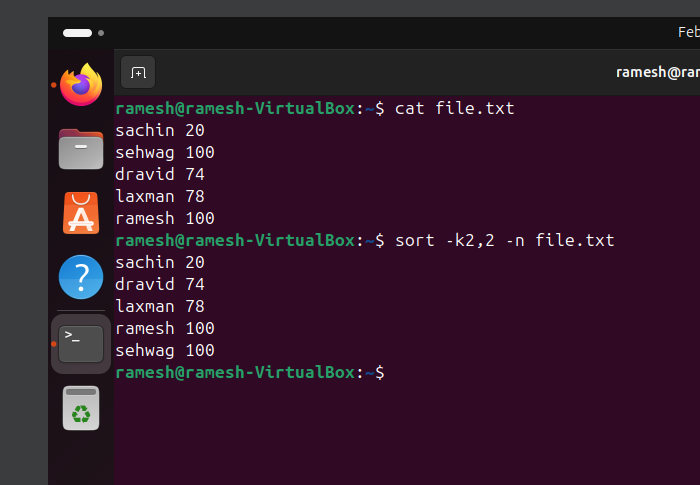 Feb
ramesh@ram
ramesh@ramesh-VirtualBox:~$ cat file.txt
sachin 20
sehwag 100
dravid 74
laxman 78
ramesh 100
ramesh@ramesh-VirtualBox:~$ sort -k2,2 -n file.txt
sachin 20
dravid 74
laxman 78
ramesh 100
sehwag 100
ramesh@ramesh-VirtualBox:~$